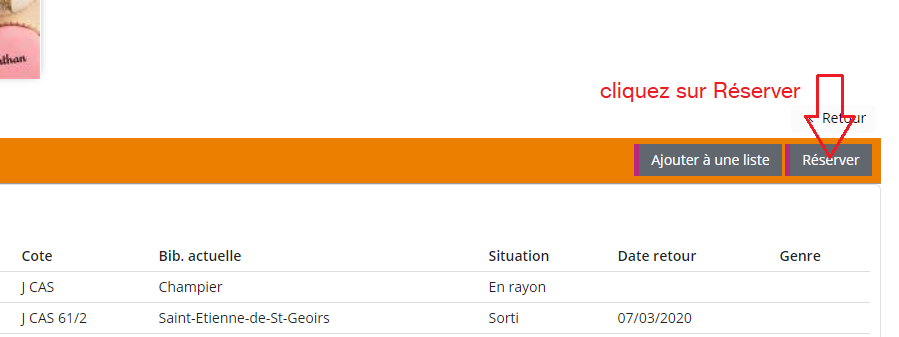 cliquez sur Réserver
Retour
Ajouter à une liste Réserver
Cote Bib. actuelle Situation Date retour Genre
J CAS Champier En rayon
J CAS 61/2 Saint-Etienne-de-St-Geoirs Sorti 07/03/2020